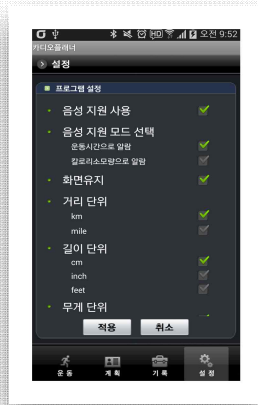 오전 9:52
카디오플래너
설정
프로그램 설정
음성 지원 사용
음성 지원 모드 선택
운동시간으로 알람
칼로리소모량으로 알람
화면유지
거리 단위
km
mile
길이 단위
cm
inch
feet
무게 단위
적용 취소
운동 계획 기록 설정